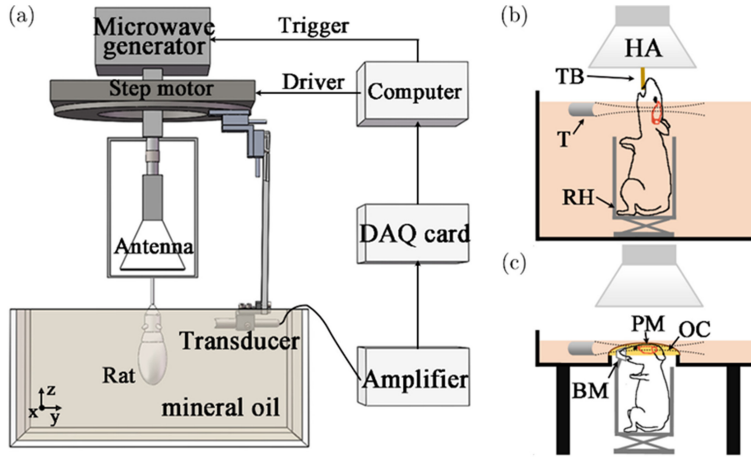 (a)
Microwave
generator
Trigger
Step motor
Driver
Computer
Antenna
DAQ card
Transducer
Rat
Amplifier
mineral oil
z
x
y
(b)
HA
TB
T
RH
(c)
PM
OC
BM